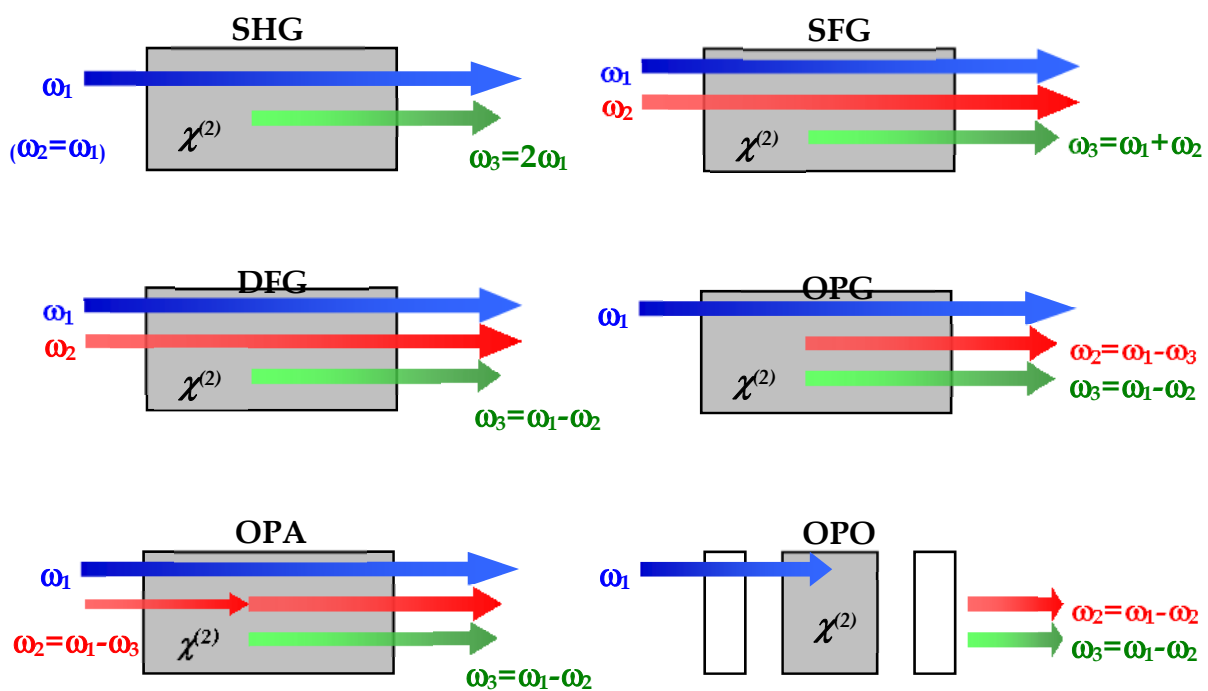 SHG
ω₁
(ω₂=ω₁)
χ⁽²⁾
ω₃=2ω₁
SFG
ω₁
ω₂
χ⁽²⁾
ω₃=ω₁+ω₂
DFG
ω₁
ω₂
χ⁽²⁾
ω₃=ω₁-ω₂
OPG
ω₁
χ⁽²⁾
ω₂=ω₁-ω₃
ω₃=ω₁-ω₂
OPA
ω₁
ω₂=ω₁-ω₃
χ⁽²⁾
ω₃=ω₁-ω₂
OPO
ω₁
χ⁽²⁾
ω₂=ω₁-ω₂
ω₃=ω₁-ω₂